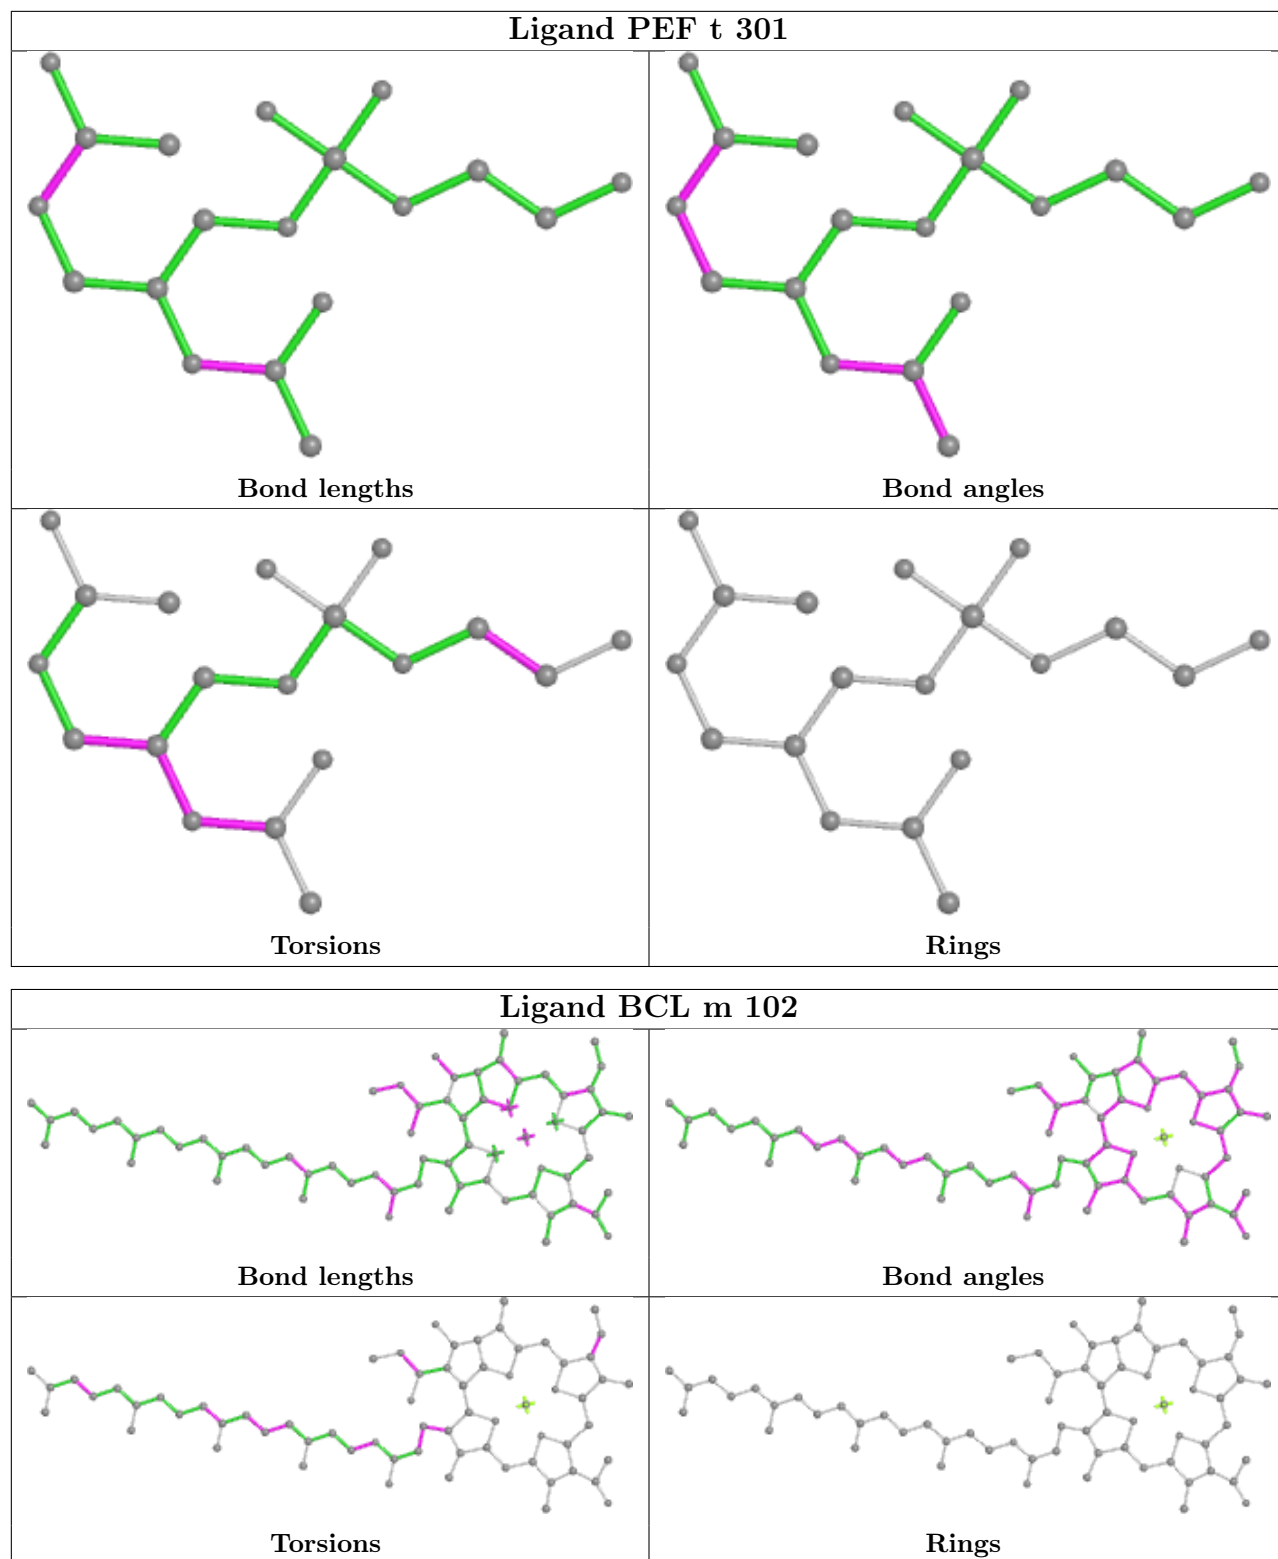 Ligand PEF t 301
Bond lengths
Bond angles
Torsions
Rings
Ligand BCL m 102
Bond lengths
Bond angles
Torsions
Rings